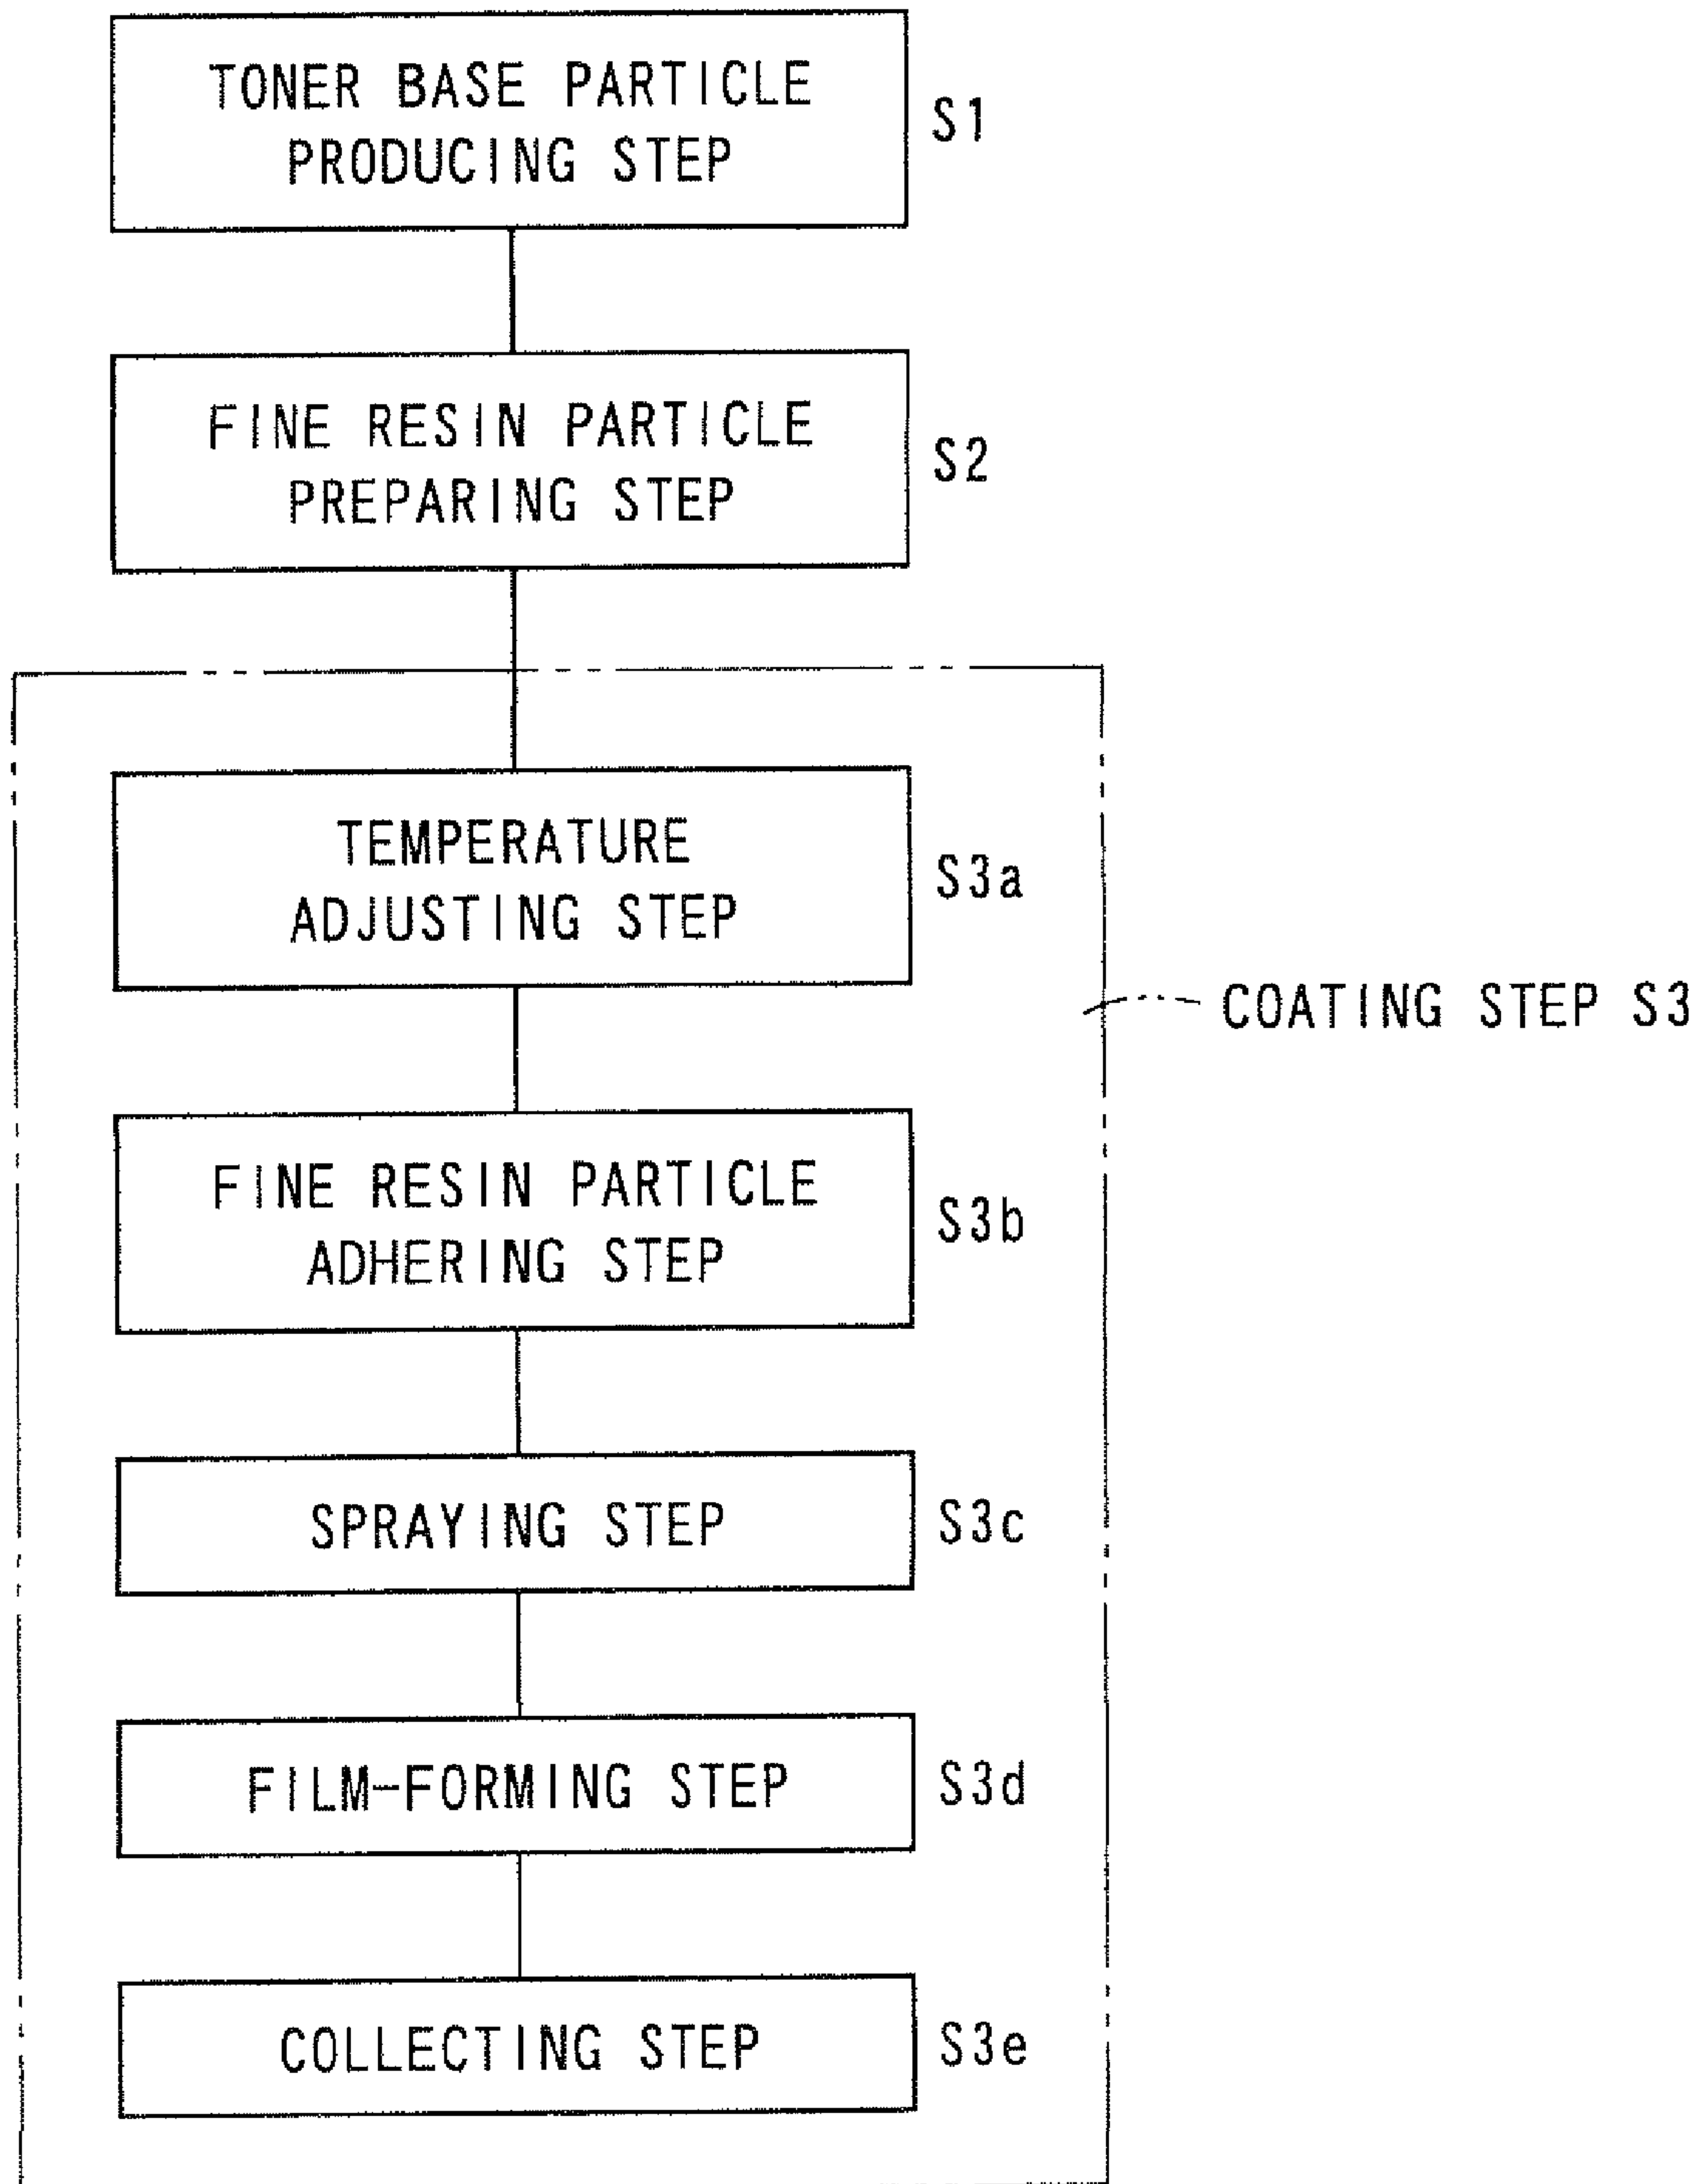 TONER BASE PARTICLE
PRODUCING STEP
S1
FINE RESIN PARTICLE
PREPARING STEP
S2
TEMPERATURE
ADJUSTING STEP
S3a
COATING STEP S3
FINE RESIN PARTICLE
ADHERING STEP
S3b
SPRAYING STEP
S3c
FILM-FORMING STEP
S3d
COLLECTING STEP
S3e